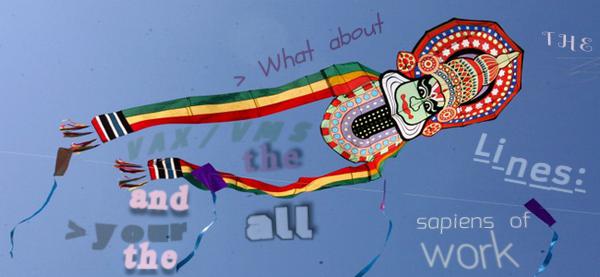 > What about
THE
VAX/VMS
the
Lines:
and
>your
the
all
sapiens of
work